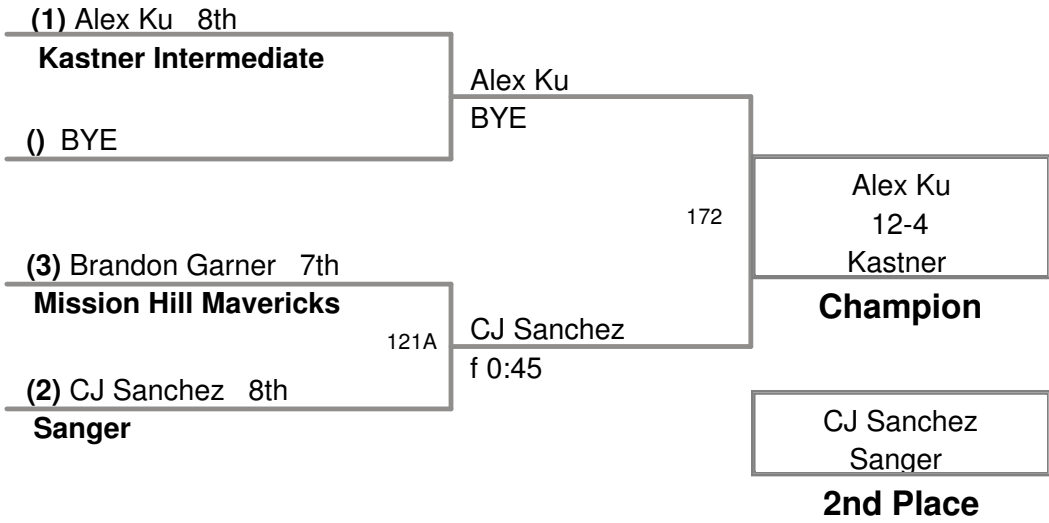 (1) Alex Ku 8th
Kastner Intermediate
() BYE
Alex Ku
BYE
(3) Brandon Garner 7th
Mission Hill Mavericks
121A
(2) CJ Sanchez 8th
Sanger
CJ Sanchez
f 0:45
172
Alex Ku
12-4
Kastner
Champion
CJ Sanchez
Sanger
2nd Place